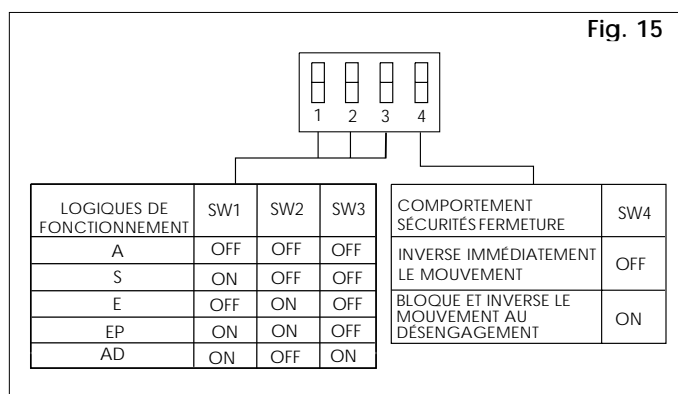 Fig. 15
1 2 3 4
LOGIQUES DE
FONCTIONNEMENT SW1 SW2 SW3
A OFF OFF OFF
S ON OFF OFF
E OFF ON OFF
EP ON ON OFF
AD ON OFF ON
COMPORTEMENT
SÉCURITÉS FERMETURE SW4
INVERSE IMMÉDIATEMENT
LE MOUVEMENT OFF
BLOQUE ET INVERSE LE
MOUVEMENT AU
DÉSENGAGEMENT ON